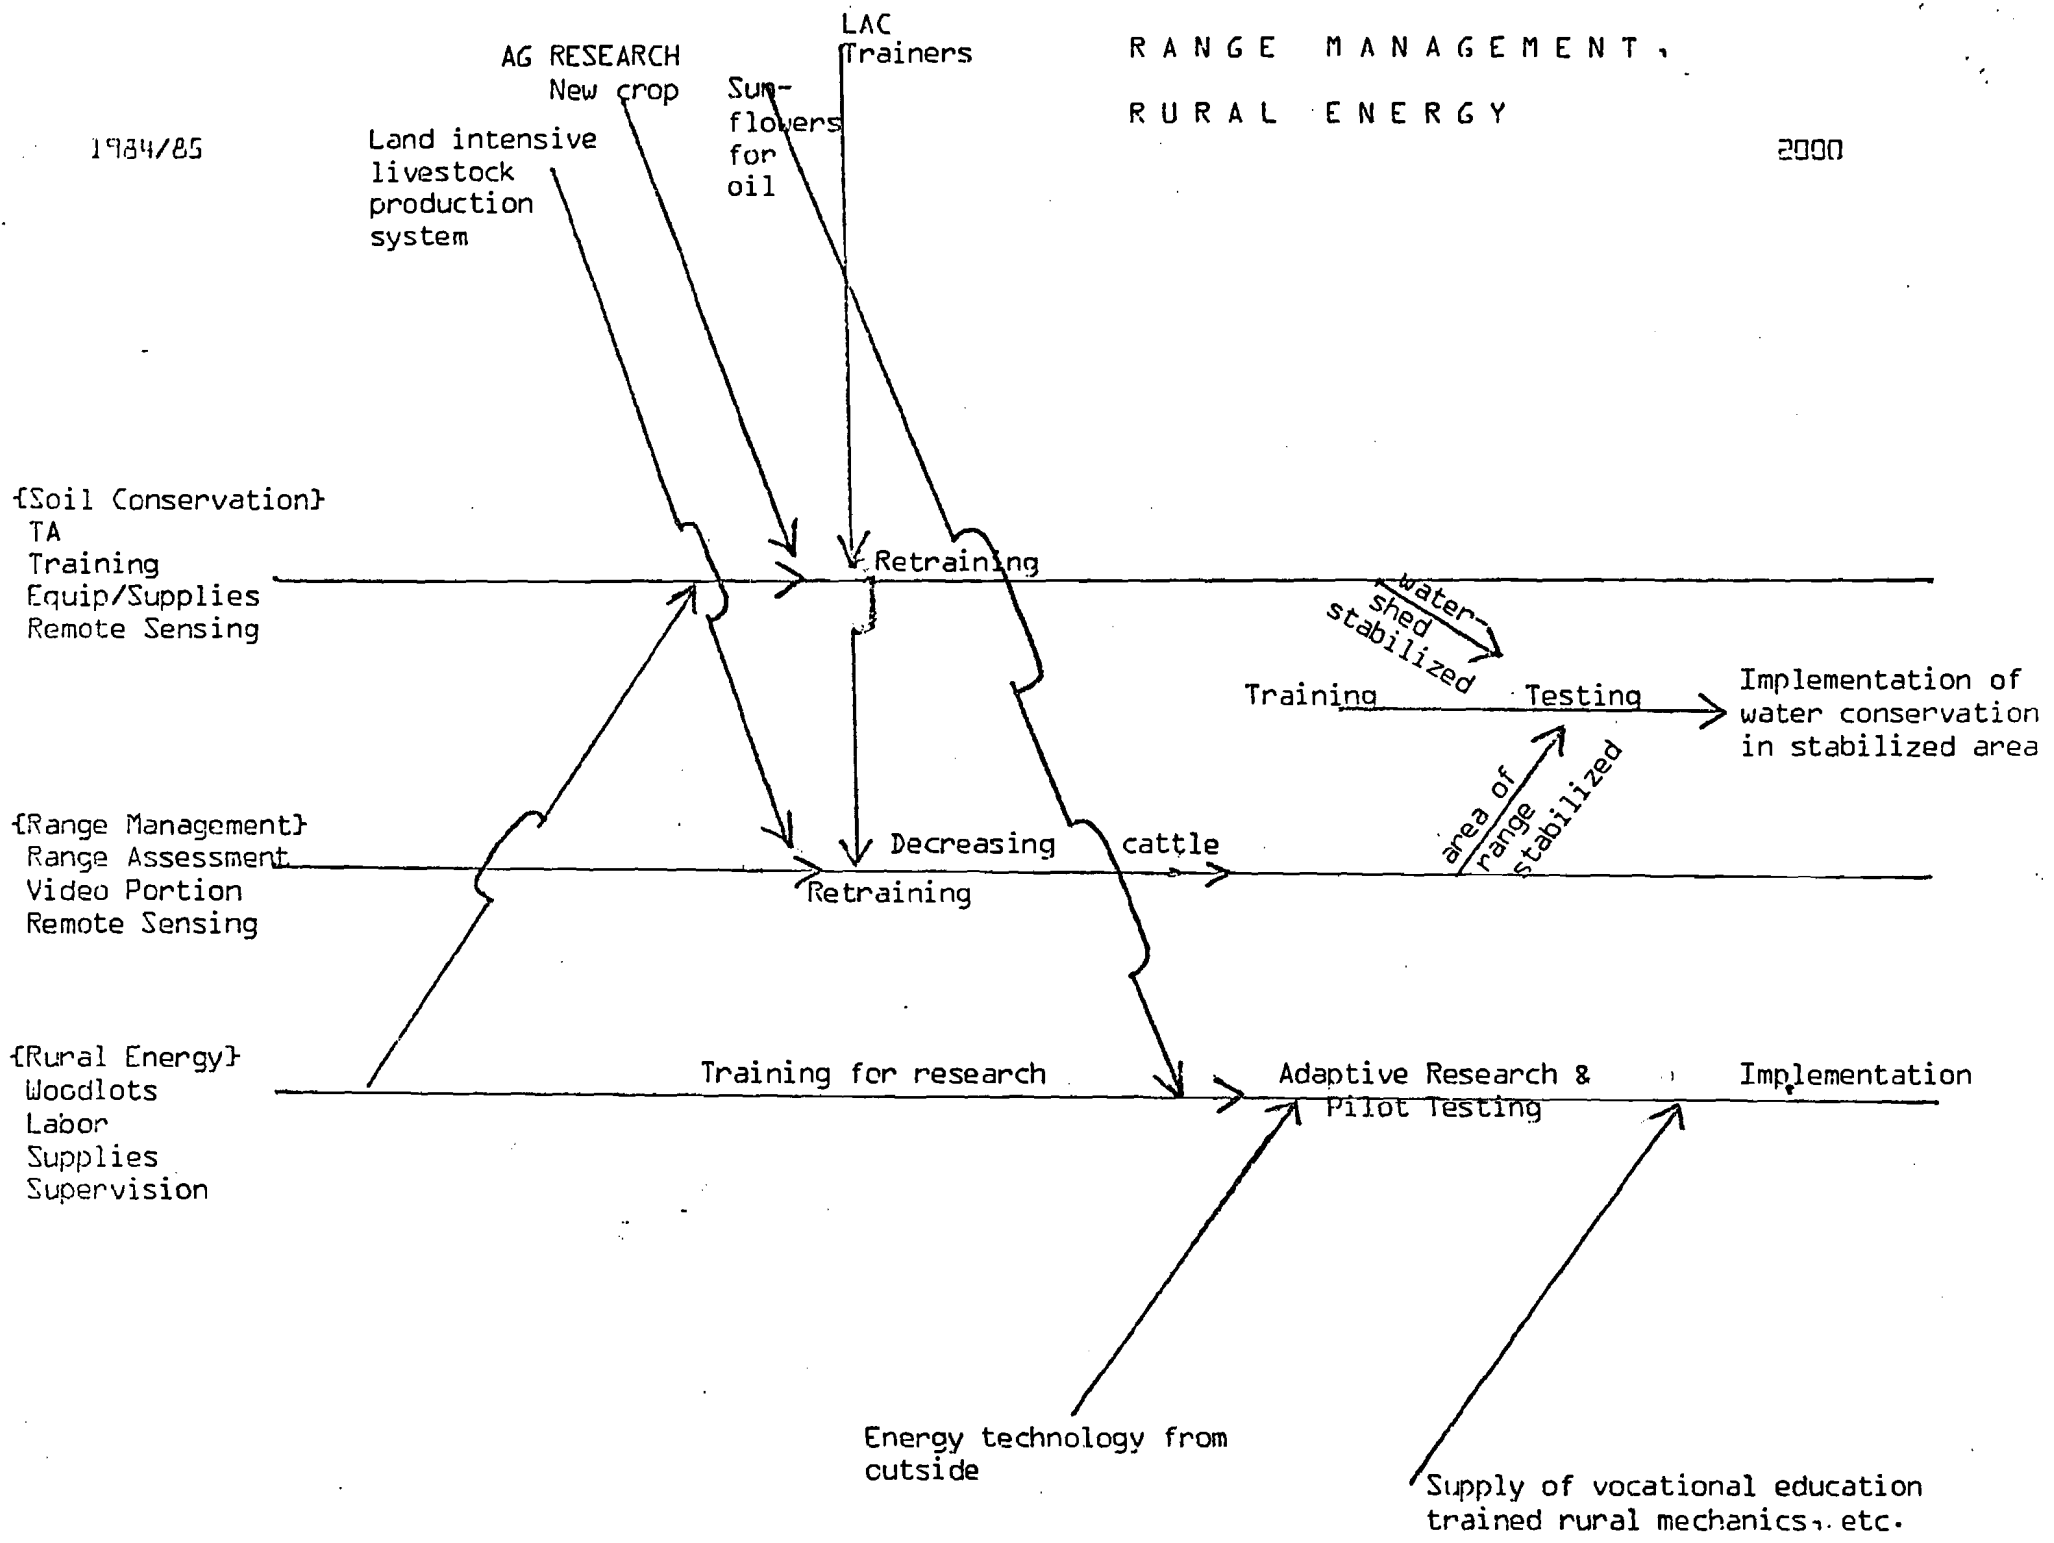 LAC
Trainers
RANGE MANAGEMENT,
RURAL ENERGY
AG RESEARCH
New crop
Sun-
flowers
for
oil
1984/85
Land intensive
livestock
production
system
2000
{Soil Conservation}
TA
Training
Equip/Supplies
Remote Sensing
Retraining
water-
shed
stabilized
Training
Testing
Implementation of
water conservation
in stabilized area
area of
range
stabilized
{Range Management}
Range Assessment
Video Portion
Remote Sensing
Decreasing cattle
Retraining
{Rural Energy}
Woodlots
Labor
Supplies
Supervision
Training for research
Adaptive Research &
Pilot Testing
Implementation
Energy technology from
outside
Supply of vocational education
trained rural mechanics, etc.